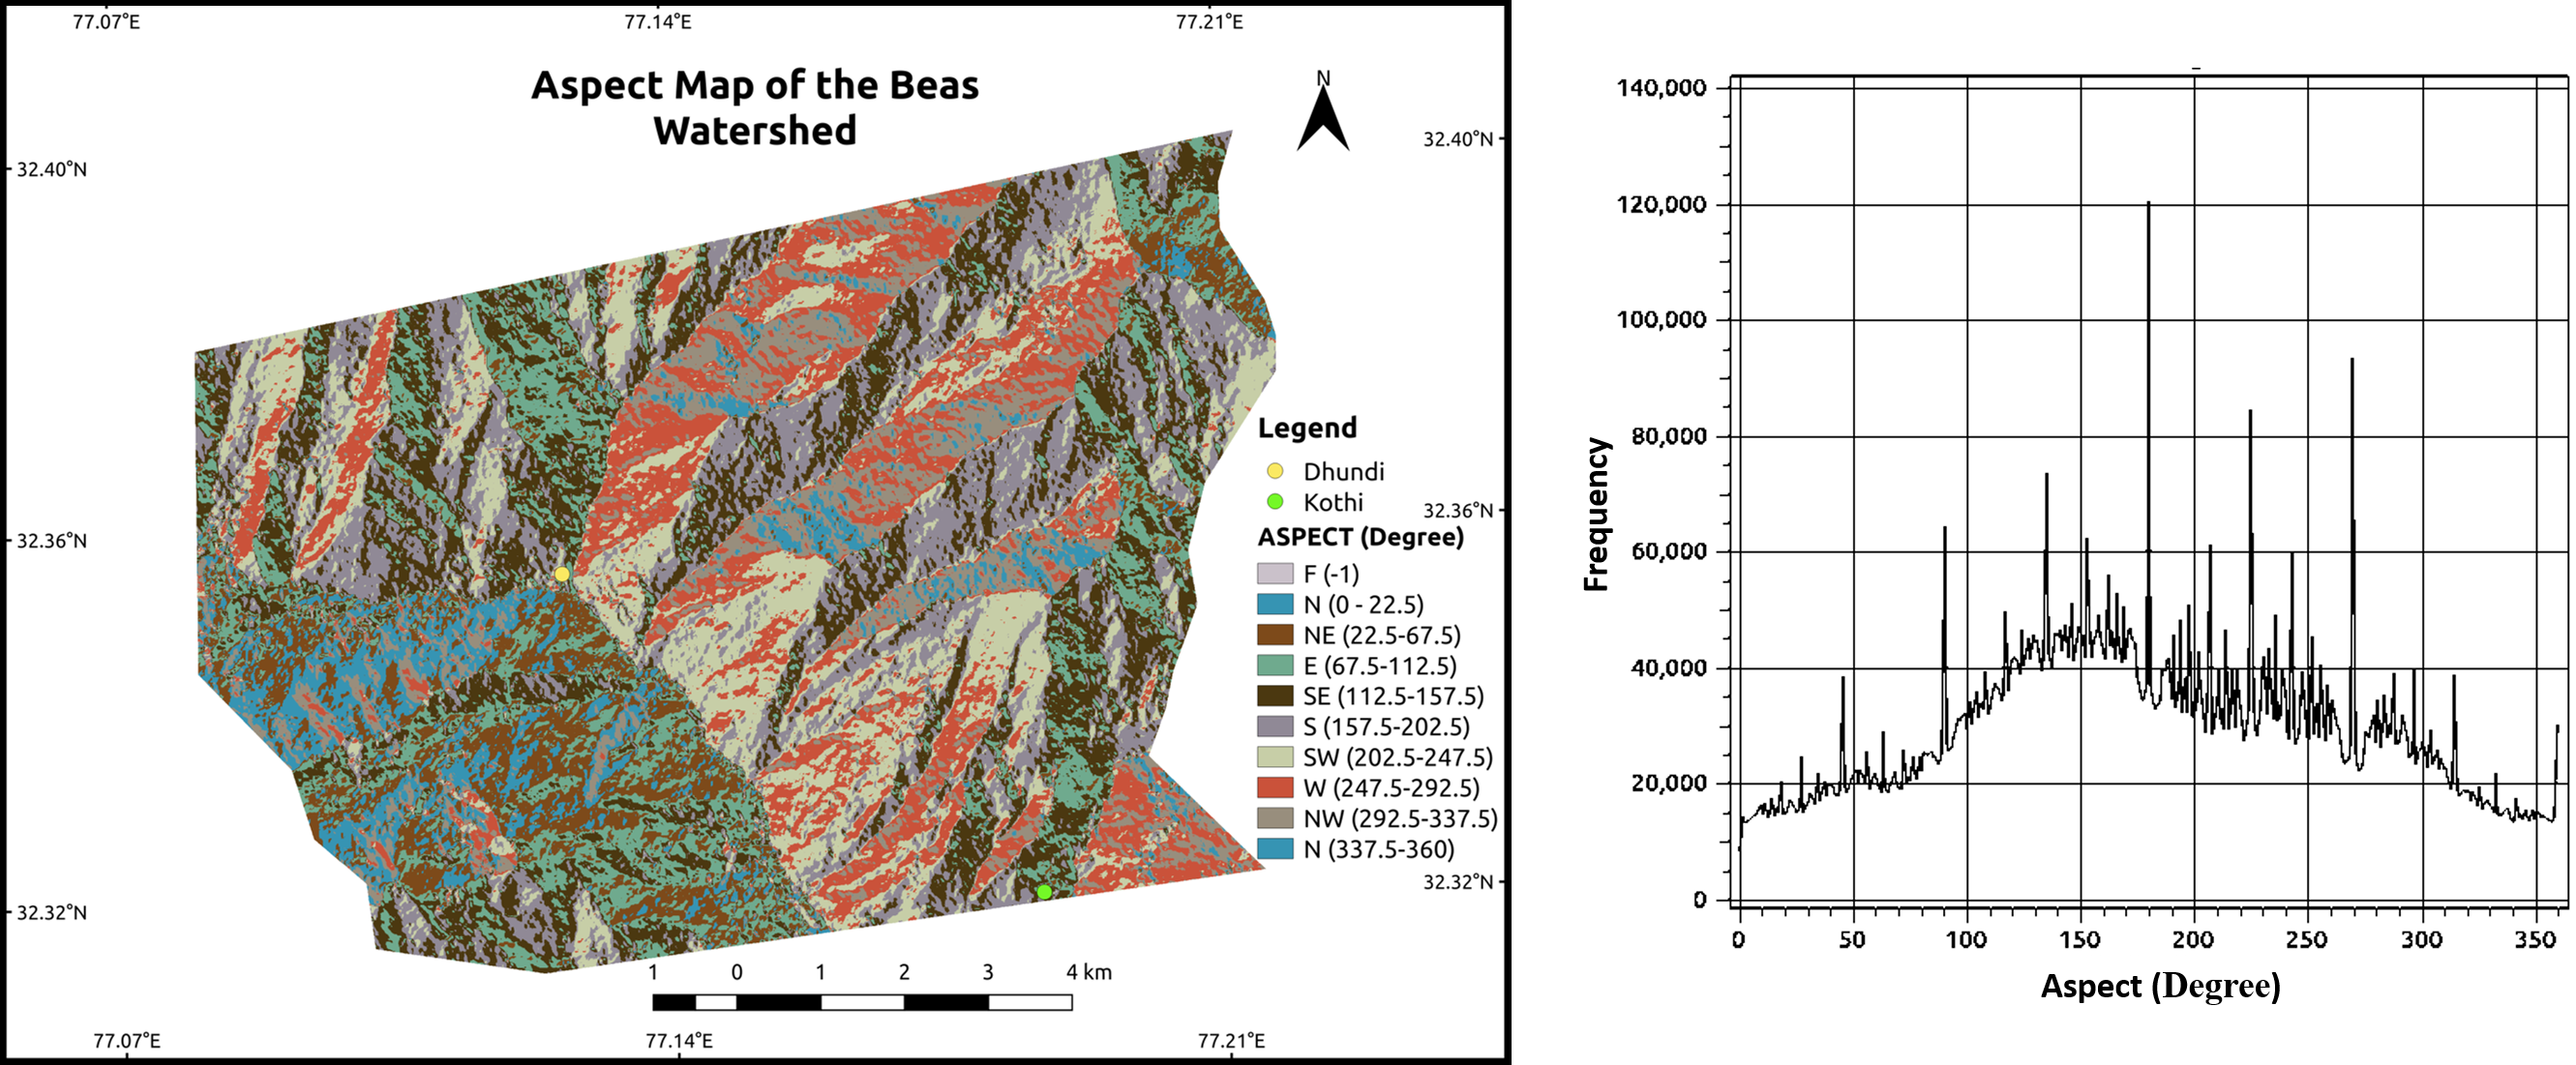 77.07°E 77.14°E 77.21°E
Aspect Map of the Beas
Watershed
N
32.40°N
32.40°N
32.36°N
32.36°N
32.32°N
32.32°N
Legend
Dhundi
Kothi
ASPECT (Degree)
F (-1)
N (0 - 22.5)
NE (22.5-67.5)
E (67.5-112.5)
SE (112.5-157.5)
S (157.5-202.5)
SW (202.5-247.5)
W (247.5-292.5)
NW (292.5-337.5)
N (337.5-360)
1 0 1 2 3 4 km
77.07°E 77.14°E 77.21°E
140,000
120,000
100,000
80,000
60,000
40,000
20,000
0
Frequency
0 50 100 150 200 250 300 350
Aspect (Degree)